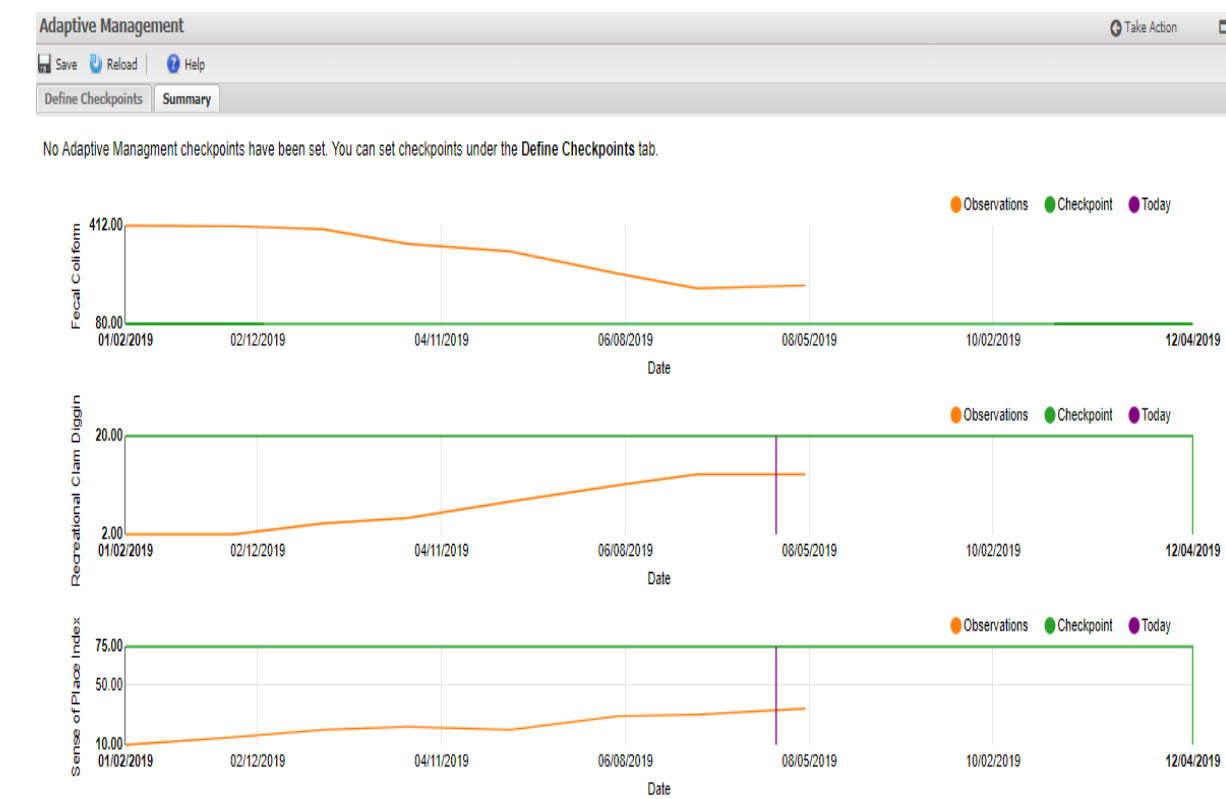 Adaptive Management
Take Action
Save Reload Help
Define Checkpoints Summary
No Adaptive Managment checkpoints have been set. You can set checkpoints under the Define Checkpoints tab.
Observations Checkpoint Today
Fecal Coliform
412.00
80.00
01/02/2019 02/12/2019 04/11/2019 06/08/2019 08/05/2019 10/02/2019 12/04/2019
Date
Observations Checkpoint Today
Recreational Clam Diggin
20.00
2.00
01/02/2019 02/12/2019 04/11/2019 06/08/2019 08/05/2019 10/02/2019 12/04/2019
Date
Observations Checkpoint Today
Sense of Place Index
75.00
50.00
10.00
01/02/2019 02/12/2019 04/11/2019 06/08/2019 08/05/2019 10/02/2019 12/04/2019
Date